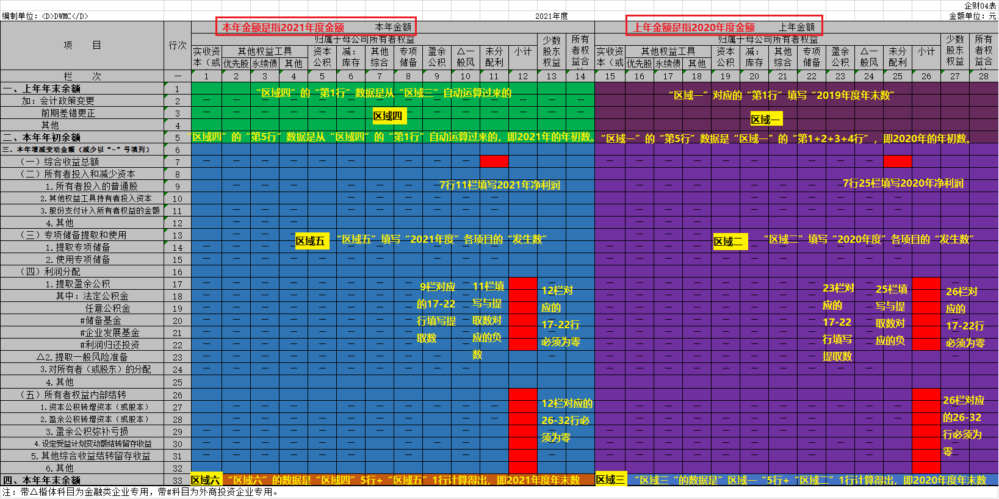 企财04表
编制单位: <D>DWMC</D> 2021年度 金额单位: 元
项 目 行次 本年金额是指2021年度金额 本年金额 上年金额是指2020年度金额 上年金额
归属于母公司所有者权益 少数股东权益 所有者权益合 归属于母公司所有者权益 少数股东权益 所有者权益合
实收资本（或 其他权益工具 资本公积 减:库存 其他综合 专项储备 盈余公积 △一般风 未分配利 小计 实收资本（或 其他权益工具 资本公积 减:库存 其他综合 专项储备 盈余公积 △一般风 未分配利 小计
优先股 永续债 其他 优先股 永续债 其他
栏 次 — 1 2 3 4 5 6 7 8 9 10 11 12 13 14 15 16 17 18 19 20 21 22 23 24 25 26 27 28
一、上年年末余额 1
“区域四”的“第1行”数据是从“区域三”自动运算过来的
“区域一”对应的“第1行”填写“2019年度年末数”
加: 会计政策变更 2
前期差错更正 3
区域四
区域一
其他 4
二、本年年初余额 5
“区域四”的“第5行”数据是从“区域四”的“第1行”自动运算过来的，即2021年的年初数。
“区域一”的“第5行”数据是“区域一”的“第1+2+3+4行”，即2020年的年初数。
三、本年增减变动金额（减少以“-”号填列） 6
（一）综合收益总额 7
（二）所有者投入和减少资本 8
1.所有者投入的普通股 9
7行11栏填写2021年净利润
7行25栏填写2020年净利润
2.其他权益工具持有者投入资本 10
3.股份支付计入所有者权益的金额 11
4.其他 12
（三）专项储备提取和使用 13
区域五 “区域五”填写“2021年度”各项目的“发生数”
区域二 “区域二”填写“2020年度”各项目的“发生数”
1.提取专项储备 14
2.使用专项储备 15
（四）利润分配 16
1.提取盈余公积 17
其中: 法定公积金 18
任意公积金 19
#储备基金 20
#企业发展基金 21
#利润归还投资 22
9栏对应
的17-22
行填写提
取数
11栏填
写与提
取数对
应的负
数
12栏对
应的
17-22行
必须为零
23栏对
应的
17-22
行填写
提取数
25栏填
写与提
取数对
应的负
26栏对
应的
17-22行
必须为零
△2.提取一般风险准备 23
3.对所有者（或股东）的分配 24
4.其他 25
（五）所有者权益内部结转 26
1.资本公积转增资本（或股本） 27
2.盈余公积转增资本（或股本） 28
3.盈余公积弥补亏损 29
4.设定受益计划变动额结转留存收益 30
5.其他综合收益结转留存收益 31
6.其他 32
12栏对应的
26-32行必
须为零
26栏对应
的26-32
行必须为
零
四、本年年末余额 33
区域六 “区域六”的数据是“区域四”5行+“区域五”1行计算得出，即2021年度年末数
区域三 “区域三“的数据是”区域一“5行+“区域二”1行计算得出，即2020年度年末数
注: 带△楷体科目为金融类企业专用，带#科目为外商投资企业专用。